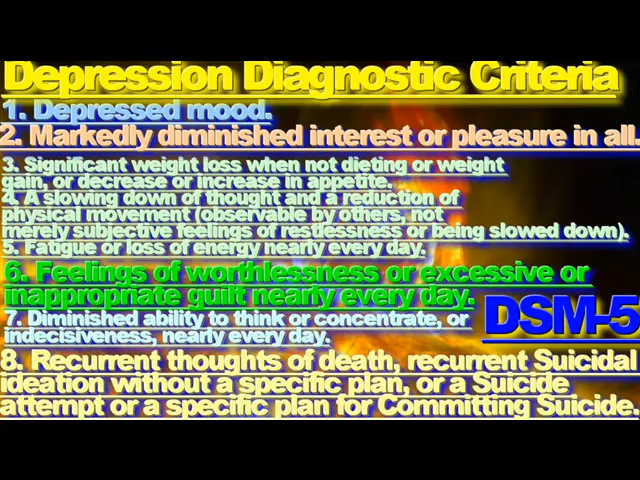 Depression Diagnostic Criteria
1. Depressed mood.
2. Markedly diminished interest or pleasure in all.
3. Significant weight loss when not dieting or weight
gain, or decrease or increase in appetite.
4. A slowing down of thought and a reduction of
physical movement (observable by others, not
merely subjective feelings of restlessness or being slowed down).
5. Fatigue or loss of energy nearly every day.
6. Feelings of worthlessness or excessive or
inappropriate guilt nearly every day.
DSM-5
7. Diminished ability to think or concentrate, or
indecisiveness, nearly every day.
8. Recurrent thoughts of death, recurrent Suicidal
ideation without a specific plan, or a Suicide
attempt or a specific plan for Committing Suicide.